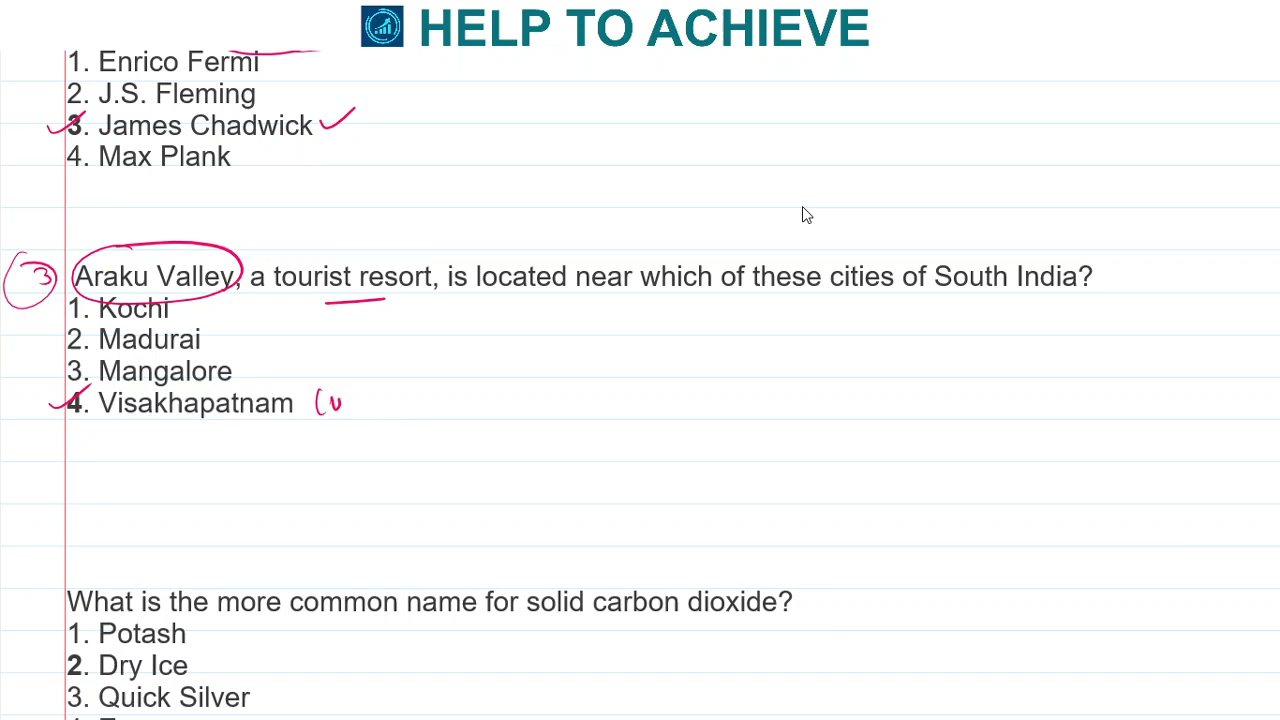 HELP TO ACHIEVE
1. Enrico Fermi
2. J.S. Fleming
3. James Chadwick
4. Max Plank
3 Araku Valley, a tourist resort, is located near which of these cities of South India?
1. Kochi
2. Madurai
3. Mangalore
4. Visakhapatnam (
What is the more common name for solid carbon dioxide?
1. Potash
2. Dry Ice
3. Quick Silver